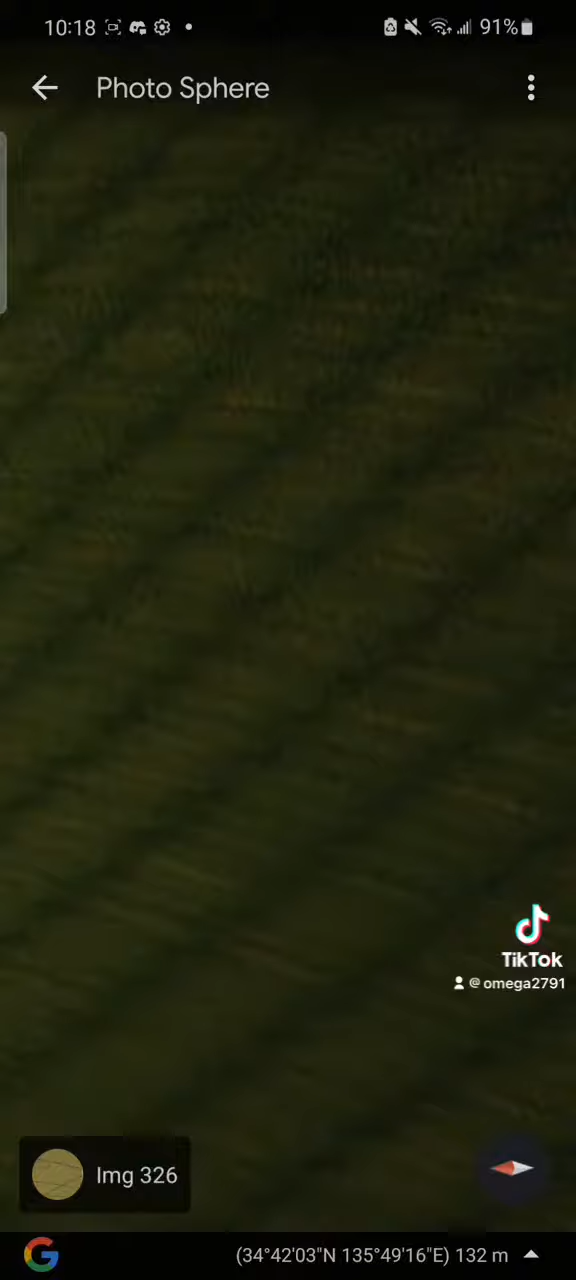 10:18 91%
Photo Sphere
TikTok
@omega2791
Img 326
(34°42'03"N 135°49'16"E) 132 m